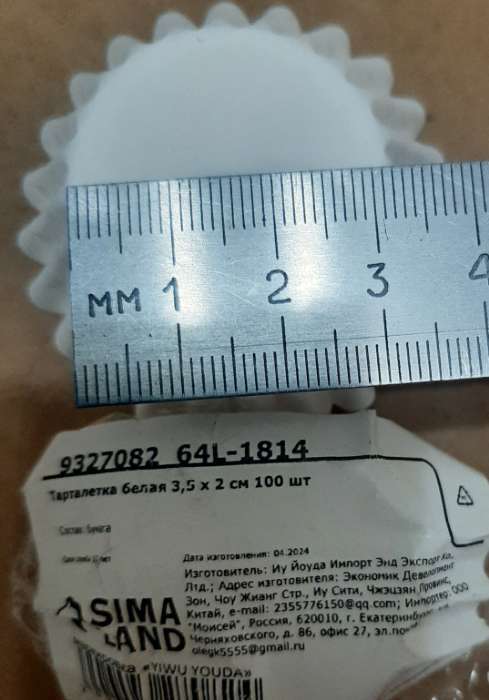 мм 1 2 3 4
9327082 64L-1814
Тарталетка белая 3,5 х 2 см 100 шт
Состав: бумага
Дата изготовления: 04.2024
Изготовитель: Иу Йоуда Импорт Энд Экспорт Ко,
Лтд.; Адрес изготовителя: Экономик Девелопмент
Зон, Чоу Жианг Стр., Иу Сити, Чжэцзян Провинс,
Китай, e-mail: 2355776150@qq.com; Импортер: ООО
"Моисей", Россия, 620010, г. Екатеринбург, ул.
Черняховского, д. 86, офис 27, эл.почта
olegk5555@gmail.ru
SIMA
LAND
«YIWU YOUDA»